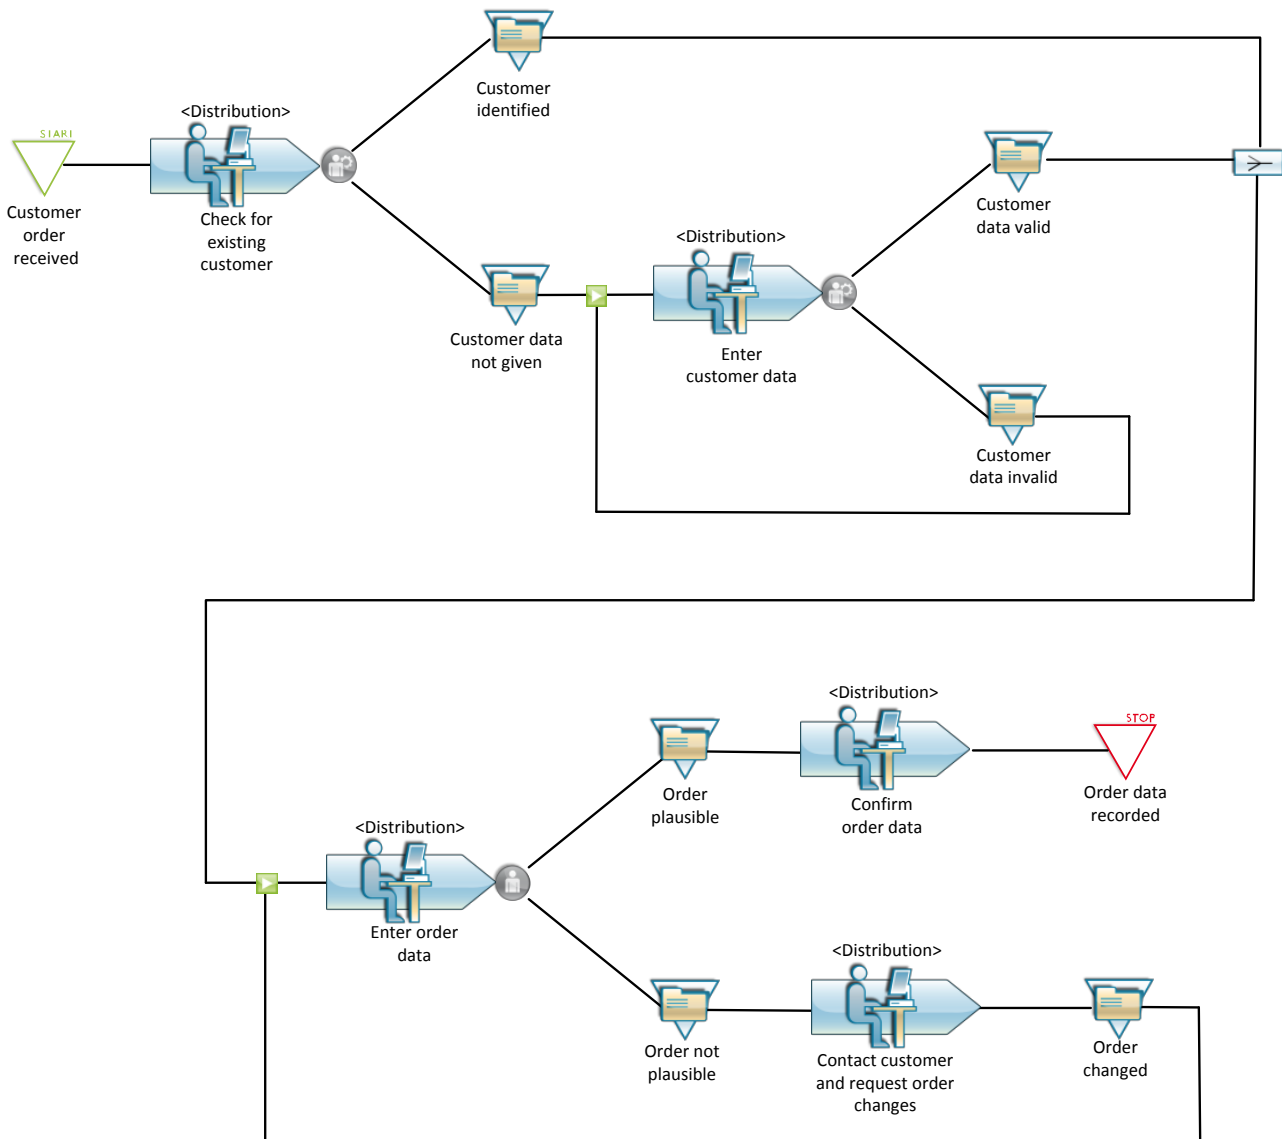 Customer
identified
<Distribution>
START
Customer
order
received
Check for
existing
customer
Customer
data valid
<Distribution>
Customer data
not given
Enter
customer data
Customer
data invalid
<Distribution>
STOP
Order
plausible
Confirm
order data
Order data
recorded
<Distribution>
Enter order
data
<Distribution>
Order not
plausible
Contact customer
and request order
changes
Order
changed